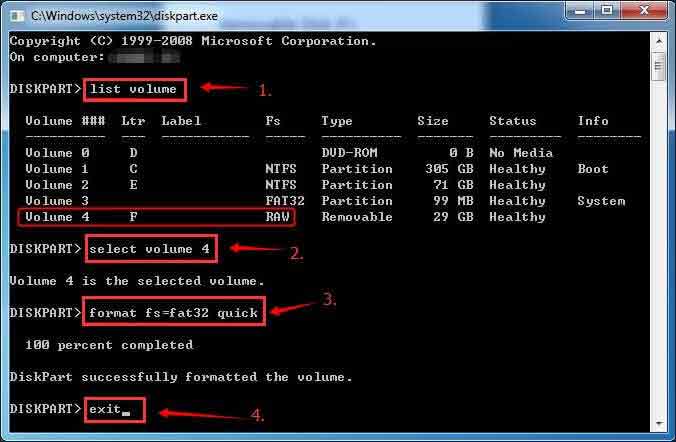 C:\Windows\system32\diskpart.exe
Copyright (C) 1999-2008 Microsoft Corporation.
On computer:
DISKPART> list volume
1.
Volume ### Ltr Label Fs Type Size Status Info
---------- --- ----------- ----- ---------- ------- --------- --------
Volume 0 D DVD-ROM 0 B No Media
Volume 1 C NTFS Partition 305 GB Healthy Boot
Volume 2 E NTFS Partition 71 GB Healthy
Volume 3 FAT32 Partition 99 MB Healthy System
Volume 4 F RAW Removable 29 GB Healthy
DISKPART> select volume 4
2.
Volume 4 is the selected volume.
DISKPART> format fs=fat32 quick
3.
100 percent completed
DiskPart successfully formatted the volume.
DISKPART> exit_
4.